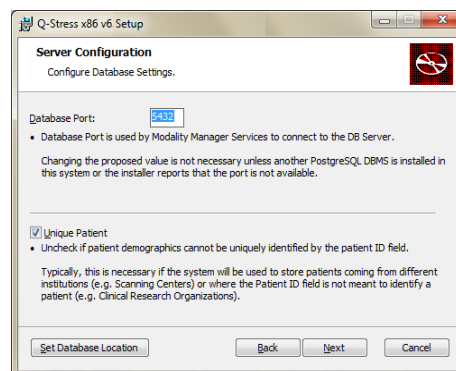 Q-Stress x86 v6 Setup
Server Configuration
Configure Database Settings.
Database Port: 5432
• Database Port is used by Modality Manager Services to connect to the DB Server.
Changing the proposed value is not necessary unless another PostgreSQL DBMS is installed in
this system or the installer reports that the port is not available.
Unique Patient
• Uncheck if patient demographics cannot be uniquely identified by the patient ID field.
Typically, this is necessary if the system will be used to store patients coming from different
institutions (e.g. Scanning Centers) or where the Patient ID field is not meant to identify a
patient (e.g. Clinical Research Organizations).
Set Database Location Back Next Cancel